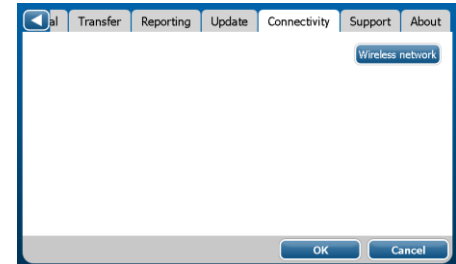 al Transfer Reporting Update Connectivity Support About
Wireless network
OK Cancel